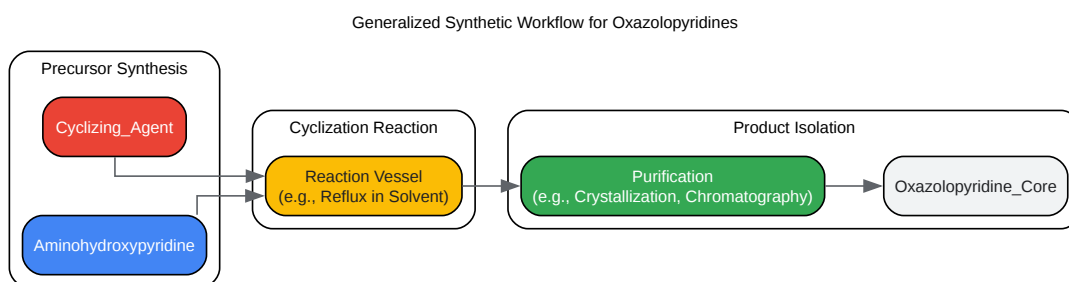 Generalized Synthetic Workflow for Oxazolopyridines
Precursor Synthesis
Cyclizing_Agent
Aminohydroxypyridine
Cyclization Reaction
Reaction Vessel
(e.g., Reflux in Solvent)
Product Isolation
Purification
(e.g., Crystallization, Chromatography)
Oxazolopyridine_Core